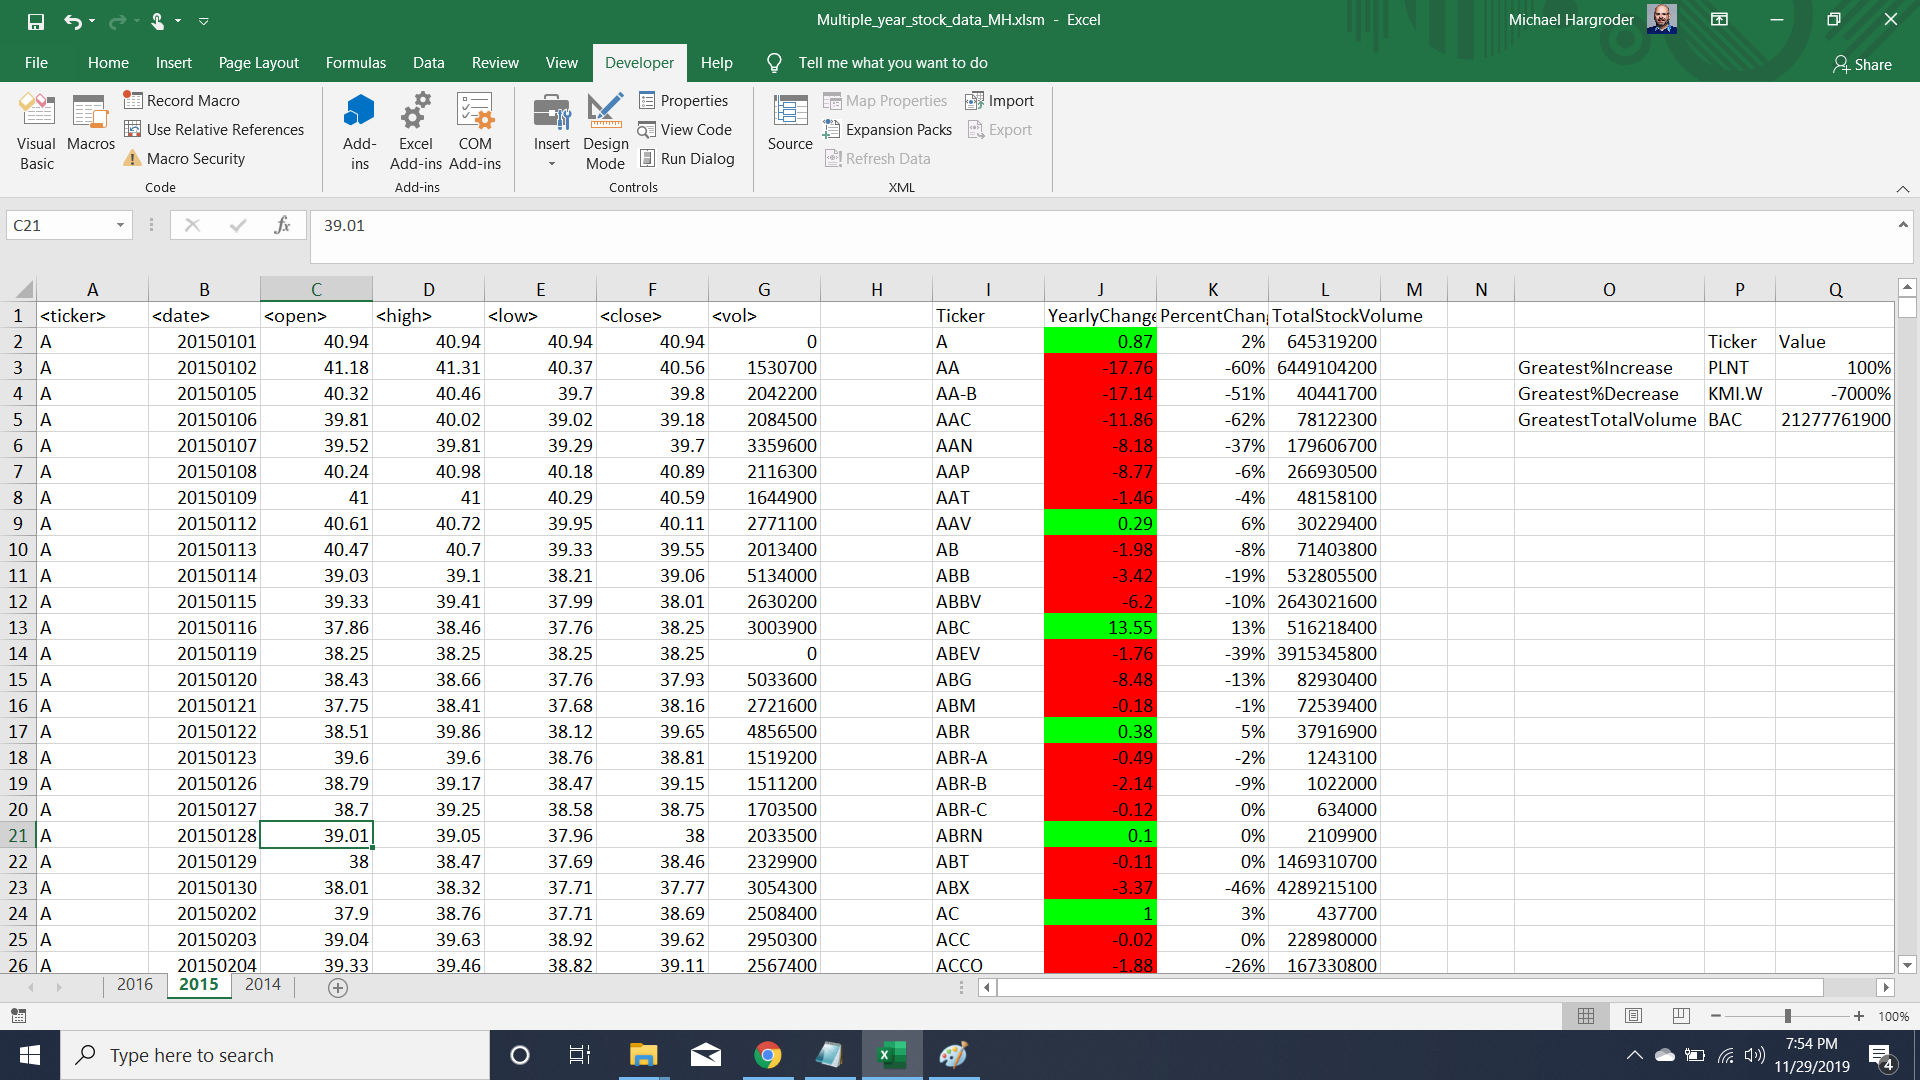 Multiple_year_stock_data_MH.xlsm - Excel
Michael Hargroder
File Home Insert Page Layout Formulas Data Review View Developer Help Tell me what you want to do Share
Visual Basic
Macros
Record Macro
Use Relative References
Macro Security
Code
Add-ins
Excel Add-ins
COM Add-ins
Add-ins
Insert
Design Mode
Properties
View Code
Run Dialog
Controls
Source
Map Properties
Expansion Packs
Refresh Data
Import
Export
XML
C21 fx 39.01
A B C D E F G H I J K L M N O P Q
1 <ticker> <date> <open> <high> <low> <close> <vol> Ticker YearlyChange PercentChan TotalStockVolume
2 A 20150101 40.94 40.94 40.94 40.94 0 A 0.87 2% 645319200 Ticker Value
3 A 20150102 41.18 41.31 40.37 40.56 1530700 AA -17.76 -60% 6449104200 Greatest%Increase PLNT 100%
4 A 20150105 40.32 40.46 39.7 39.8 2042200 AA-B -17.14 -51% 40441700 Greatest%Decrease KMI.W -7000%
5 A 20150106 39.81 40.02 39.02 39.18 2084500 AAC -11.86 -62% 78122300 GreatestTotalVolume BAC 21277761900
6 A 20150107 39.52 39.81 39.29 39.7 3359600 AAN -8.18 -37% 179606700
7 A 20150108 40.24 40.98 40.18 40.89 2116300 AAP -8.77 -6% 266930500
8 A 20150109 41 41 40.29 40.59 1644900 AAT -1.46 -4% 48158100
9 A 20150112 40.61 40.72 39.95 40.11 2771100 AAV 0.29 6% 30229400
10 A 20150113 40.47 40.7 39.33 39.55 2013400 AB -1.98 -8% 71403800
11 A 20150114 39.03 39.1 38.21 39.06 5134000 ABB -3.42 -19% 532805500
12 A 20150115 39.33 39.41 37.99 38.01 2630200 ABBV -6.2 -10% 2643021600
13 A 20150116 37.86 38.46 37.76 38.25 3003900 ABC 13.55 13% 516218400
14 A 20150119 38.25 38.25 38.25 38.25 0 ABEV -1.76 -39% 3915345800
15 A 20150120 38.43 38.66 37.76 37.93 5033600 ABG -8.48 -13% 82930400
16 A 20150121 37.75 38.41 37.68 38.16 2721600 ABM -0.18 -1% 72539400
17 A 20150122 38.51 39.86 38.12 39.65 4856500 ABR 0.38 5% 37916900
18 A 20150123 39.6 39.6 38.76 38.81 1519200 ABR-A -0.49 -2% 1243100
19 A 20150126 38.79 39.17 38.47 39.15 1511200 ABR-B -2.14 -9% 1022000
20 A 20150127 38.7 39.25 38.58 38.75 1703500 ABR-C -0.12 0% 634000
21 A 20150128 39.01 39.05 37.96 38 2033500 ABRN 0.1 0% 2109900
22 A 20150129 38 38.47 37.69 38.46 2329900 ABT -0.11 0% 1469310700
23 A 20150130 38.01 38.32 37.71 37.77 3054300 ABX -3.37 -46% 4289215100
24 A 20150202 37.9 38.76 37.71 38.69 2508400 AC 1 3% 437700
25 A 20150203 39.04 39.63 38.92 39.62 2950300 ACC -0.02 0% 228980000
26 A 20150204 39.33 39.46 38.82 39.11 2567400 ACCO -1.88 -26% 167330800
2016 2015 2014
100%
Type here to search
7:54 PM
11/29/2019
4